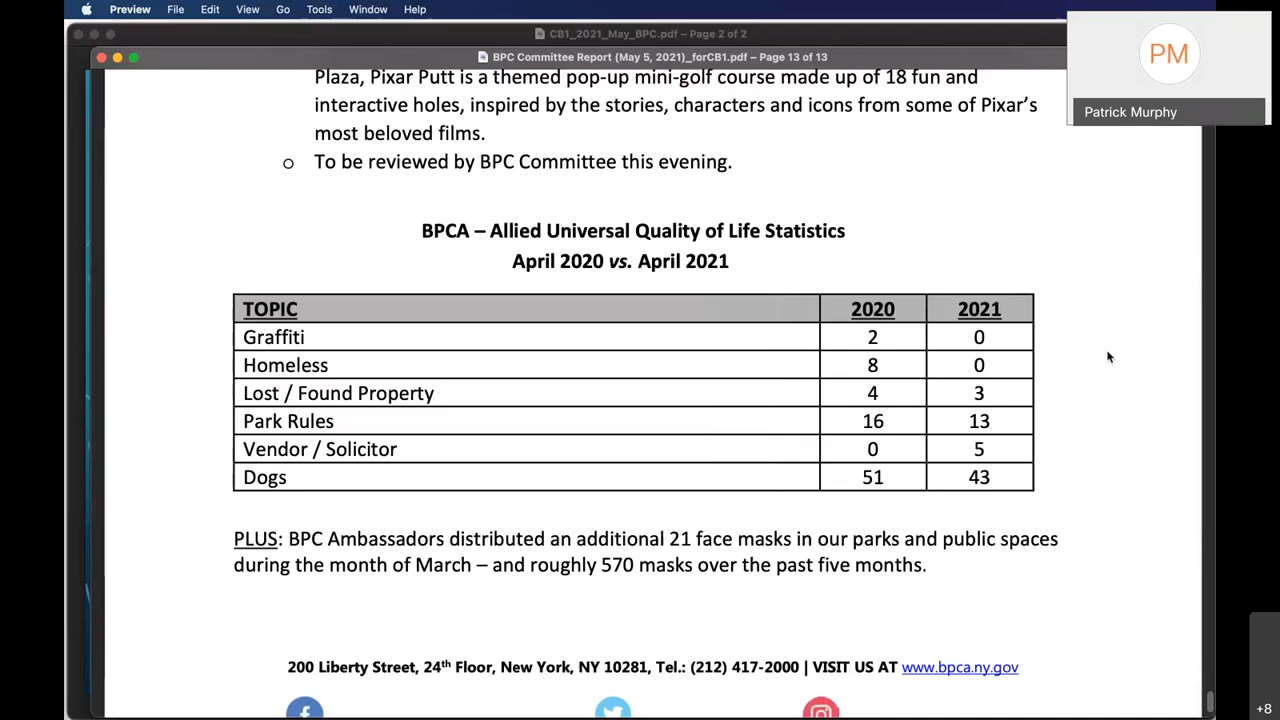 Preview File Edit View Go Tools Window Help
CB1_2021_May_BPC.pdf – Page 2 of 2
BPC Committee Report (May 5, 2021)_forCB1.pdf – Page 13 of 13
PM
Patrick Murphy
Plaza, Pixar Putt is a themed pop-up mini-golf course made up of 18 fun and
interactive holes, inspired by the stories, characters and icons from some of Pixar's
most beloved films.
o To be reviewed by BPC Committee this evening.
BPCA – Allied Universal Quality of Life Statistics
April 2020 vs. April 2021
TOPIC 2020 2021
Graffiti 2 0
Homeless 8 0
Lost / Found Property 4 3
Park Rules 16 13
Vendor / Solicitor 0 5
Dogs 51 43
PLUS: BPC Ambassadors distributed an additional 21 face masks in our parks and public spaces
during the month of March – and roughly 570 masks over the past five months.
200 Liberty Street, 24th Floor, New York, NY 10281, Tel.: (212) 417-2000 | VISIT US AT www.bpca.ny.gov
+8